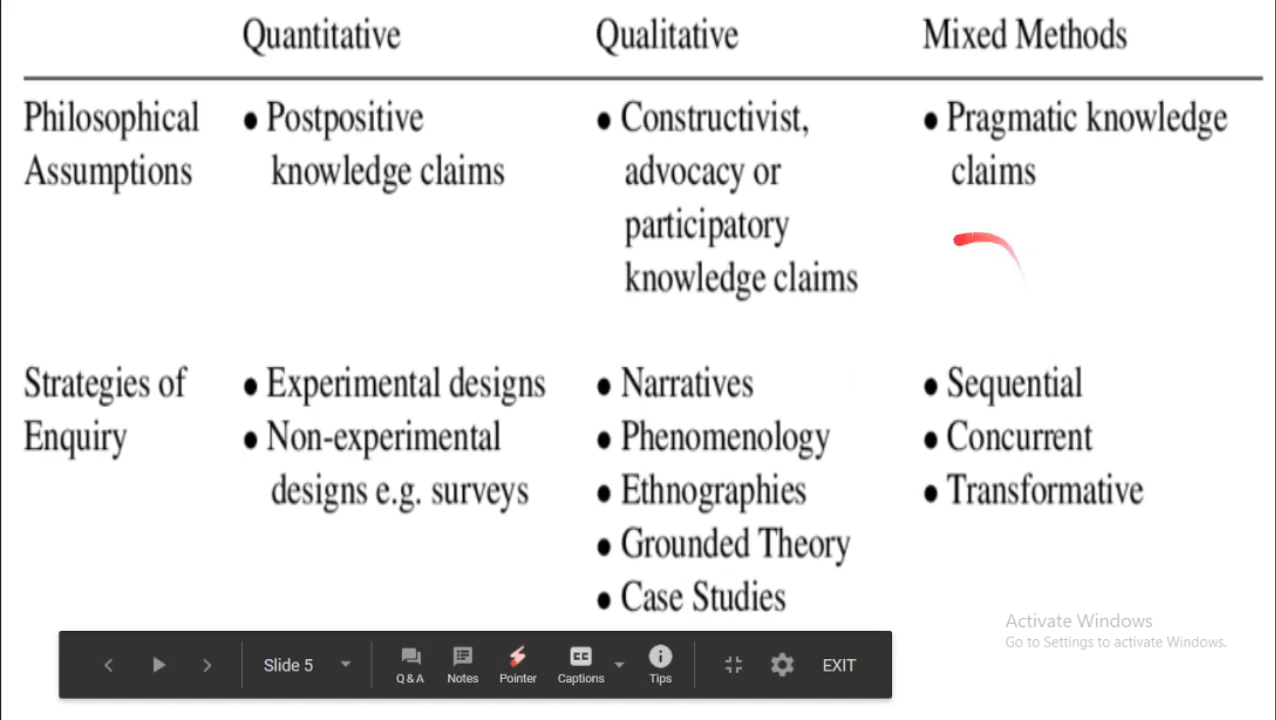 Quantitative Qualitative Mixed Methods
Philosophical Assumptions
• Postpositive knowledge claims
• Constructivist, advocacy or participatory knowledge claims
• Pragmatic knowledge claims
Strategies of Enquiry
• Experimental designs
• Non-experimental designs e.g. surveys
• Narratives
• Phenomenology
• Ethnographies
• Grounded Theory
• Case Studies
• Sequential
• Concurrent
• Transformative
Activate Windows
Go to Settings to activate Windows.
Slide 5
Q & A
Notes
Pointer
CC
Captions
Tips
EXIT